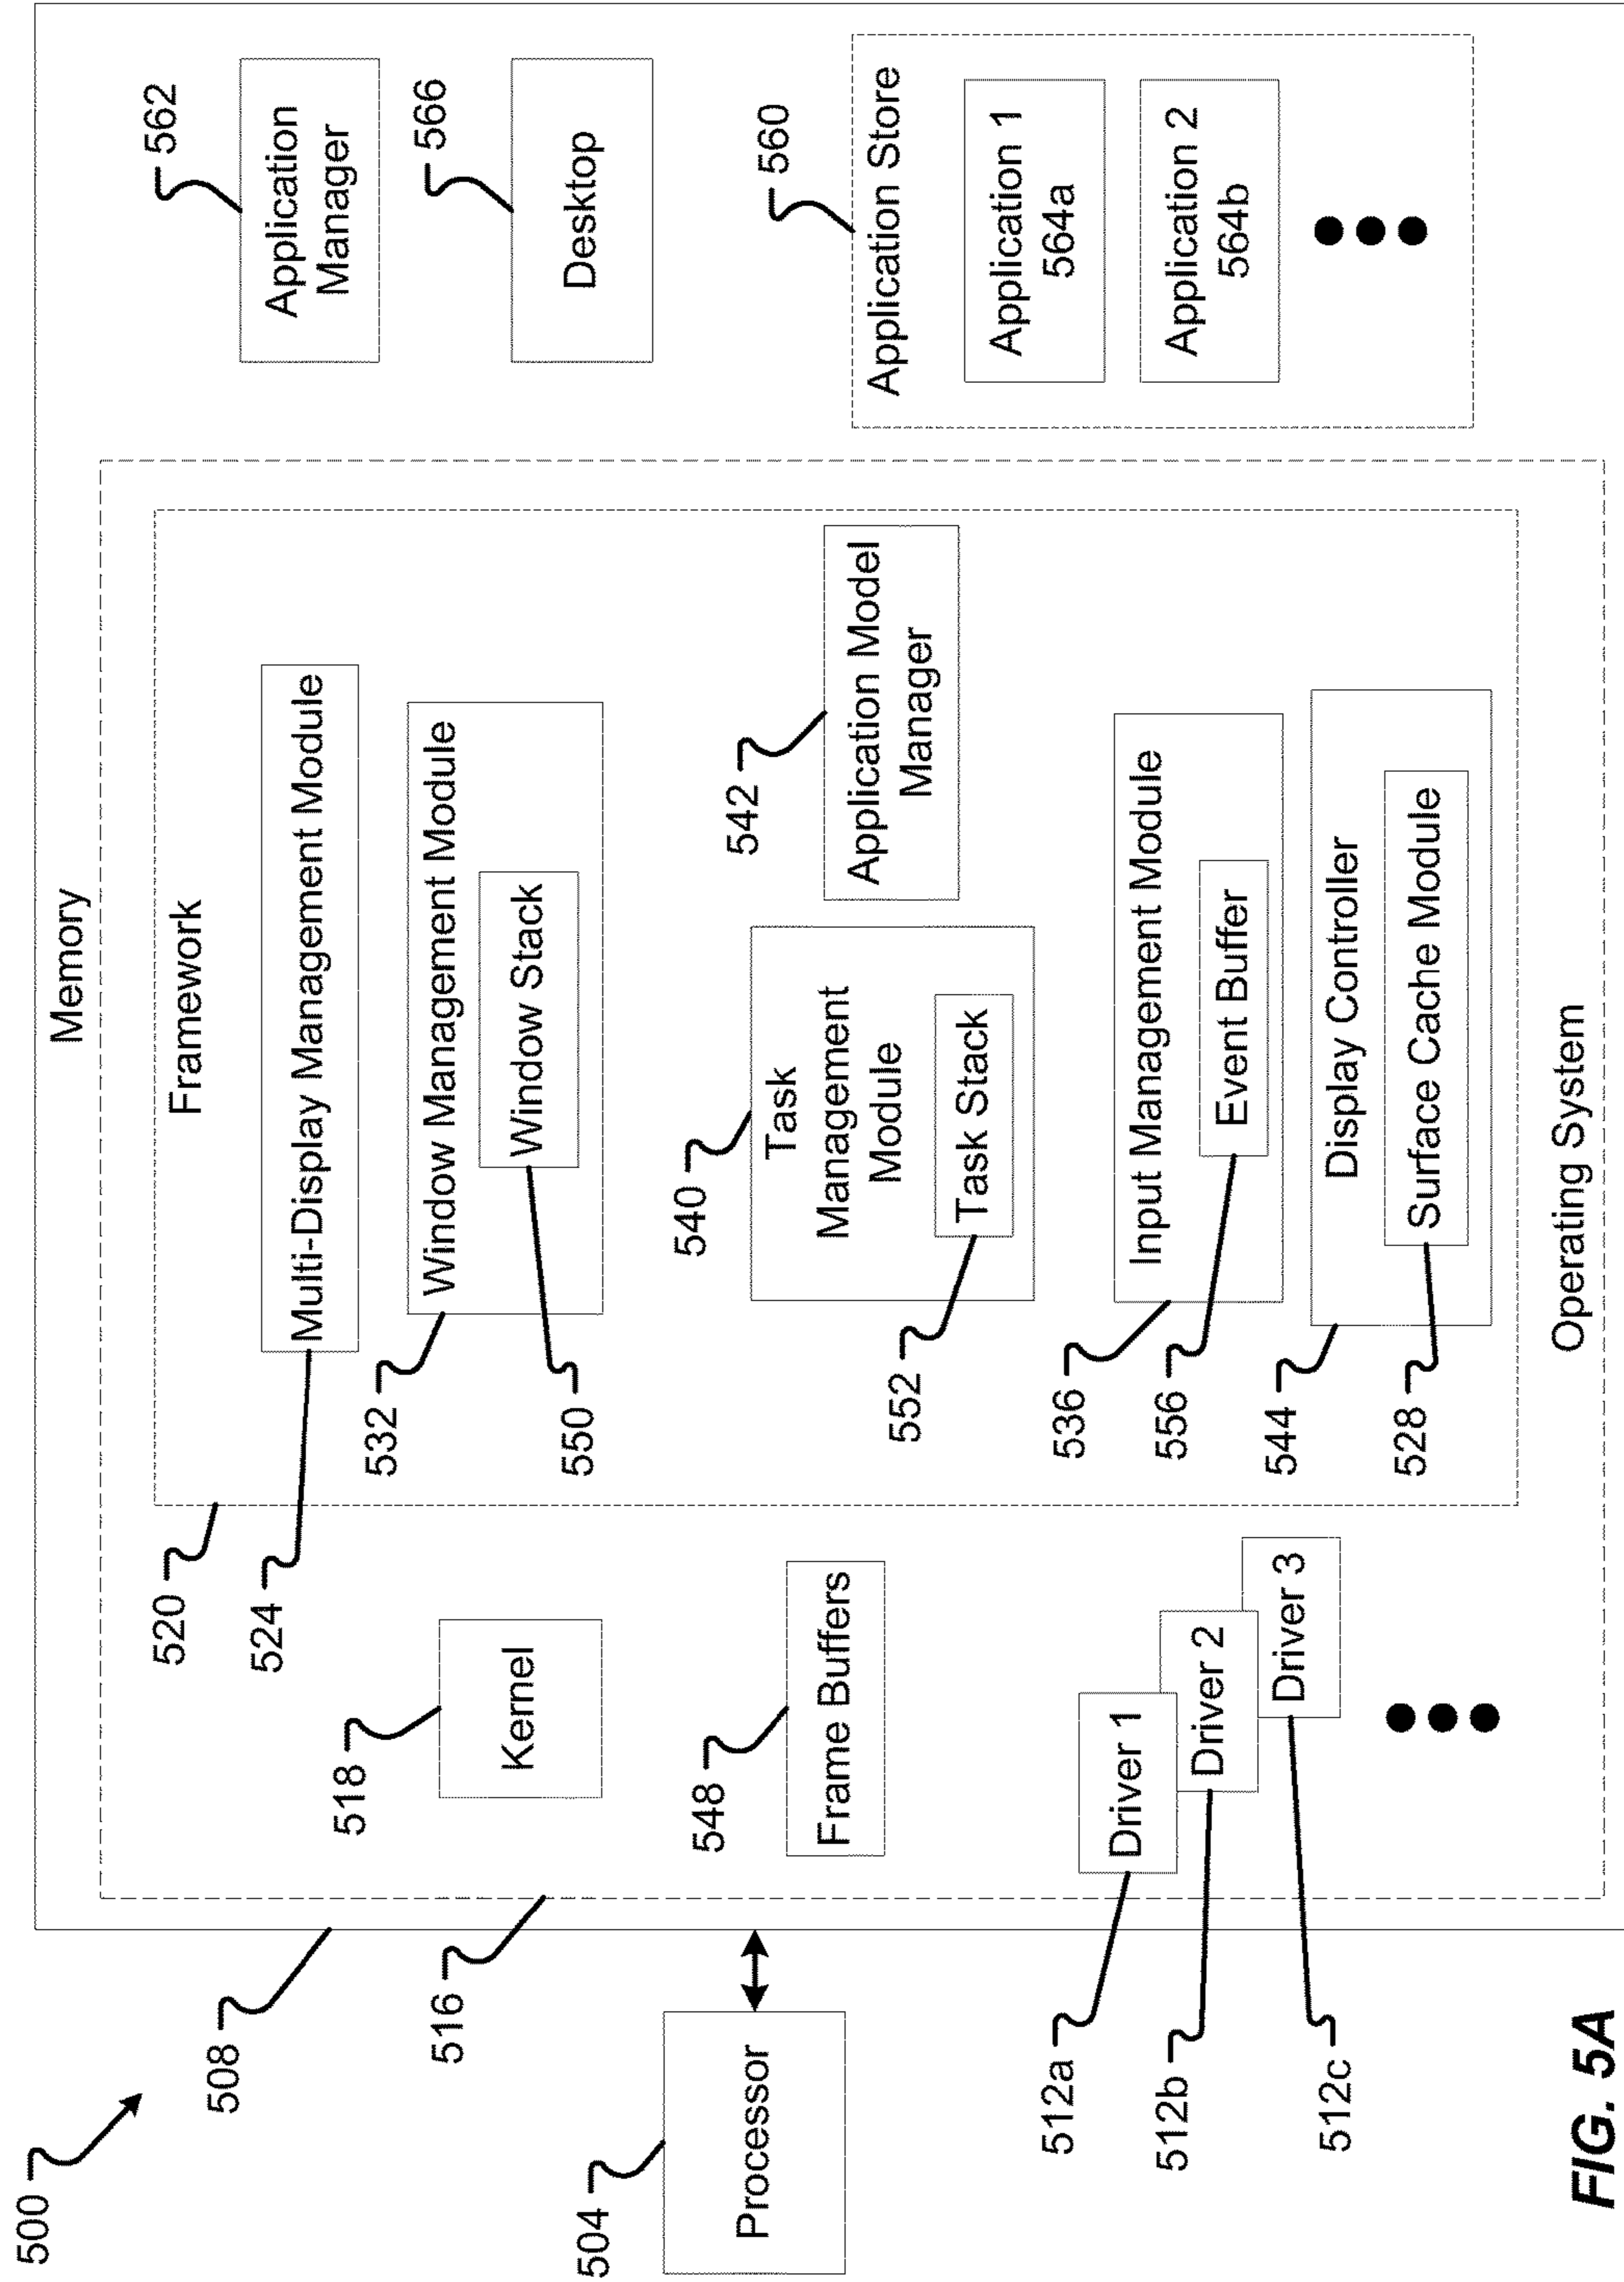 500
508
516
504
Processor
Memory
520
524
518
Kernel
548
Frame Buffers
512a
Driver 1
512b
Driver 2
512c
Driver 3
Framework
Multi-Display Management Module
532
Window Management Module
550
Window Stack
540
Task
Management
Module
552
Task Stack
542
Application Model
Manager
536
Input Management Module
556
Event Buffer
544
Display Controller
528
Surface Cache Module
Operating System
562
Application
Manager
566
Desktop
560
Application Store
Application 1
564a
Application 2
564b
FIG. 5A